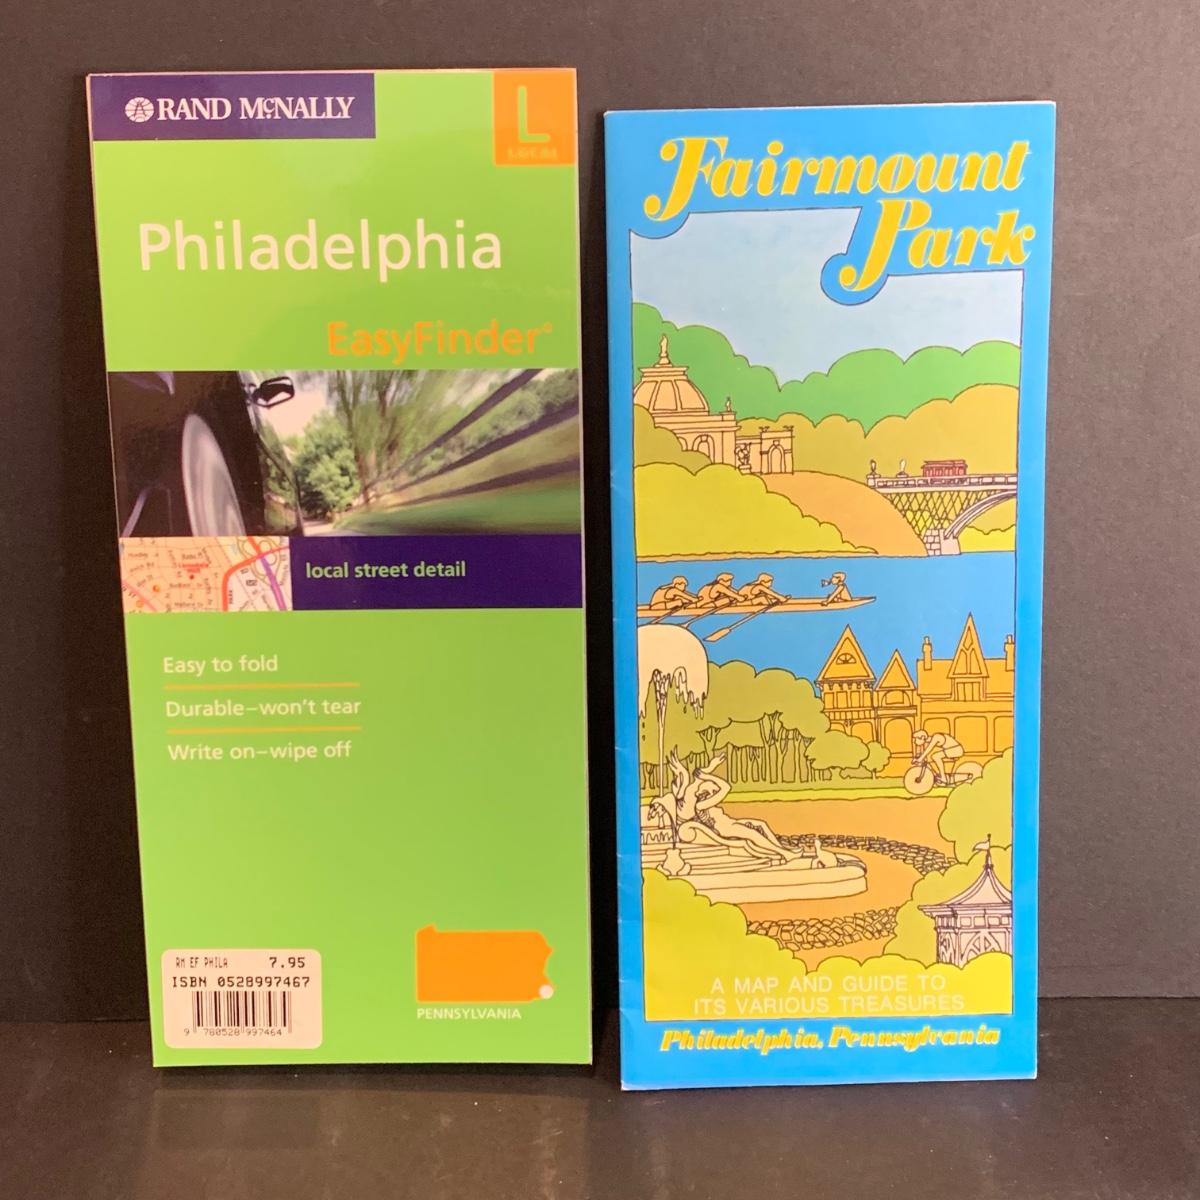 RAND McNALLY
L
LOCAL
Philadelphia
EasyFinder®
local street detail
Easy to fold
Durable–won't tear
Write on–wipe off
RM EF PHILA 7.95
ISBN 0528997467
9 780528 997464
PENNSYLVANIA
Fairmount
Park
A MAP AND GUIDE TO
ITS VARIOUS TREASURES
Philadelphia, Pennsylvania